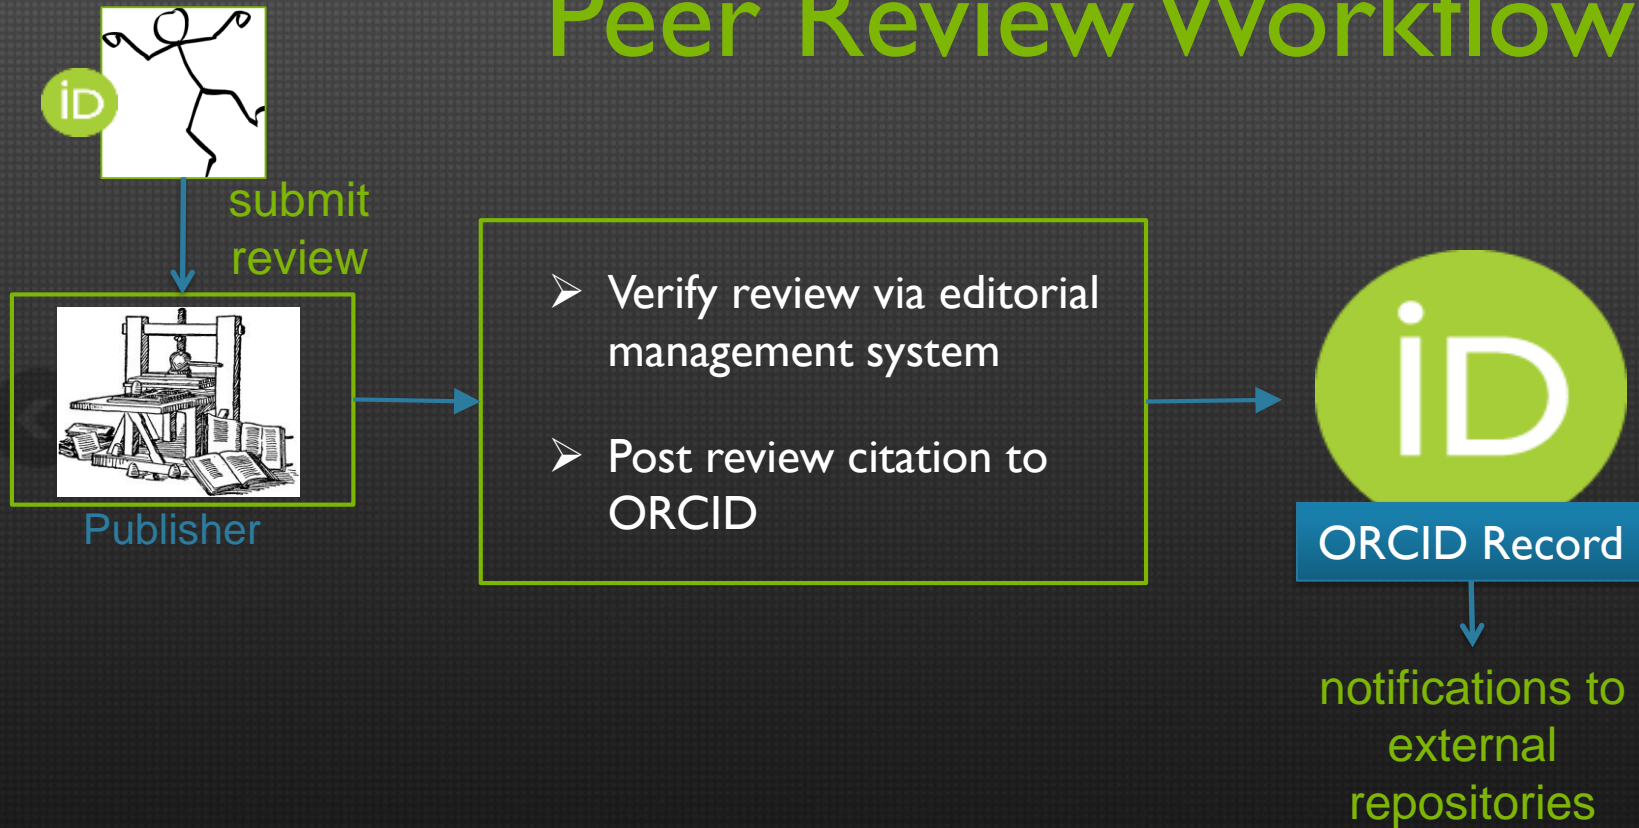 Peer Review Workflow
iD
submit
review
Verify review via editorial
management system
Post review citation to
ORCID
Publisher
iD
ORCID Record
notifications to
external
repositories